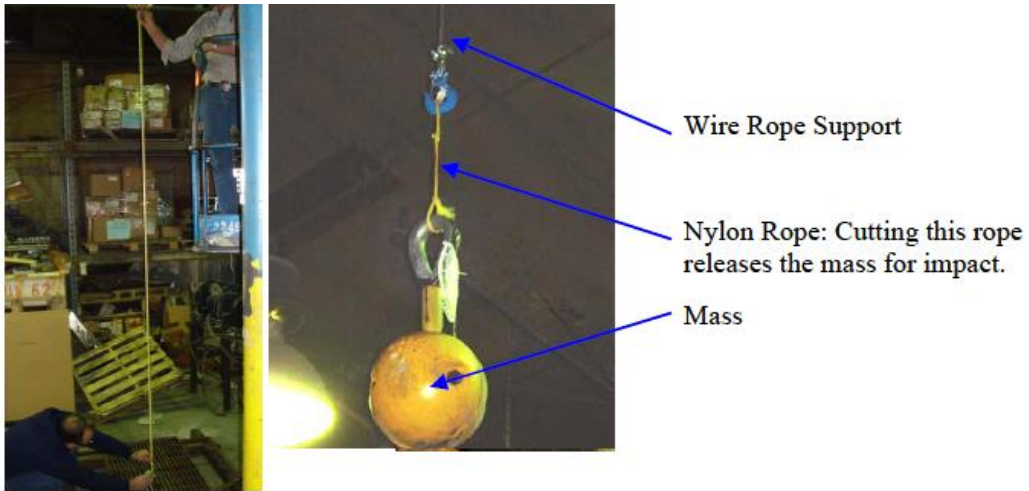 Wire Rope Support
Nylon Rope: Cutting this rope
releases the mass for impact.
Mass